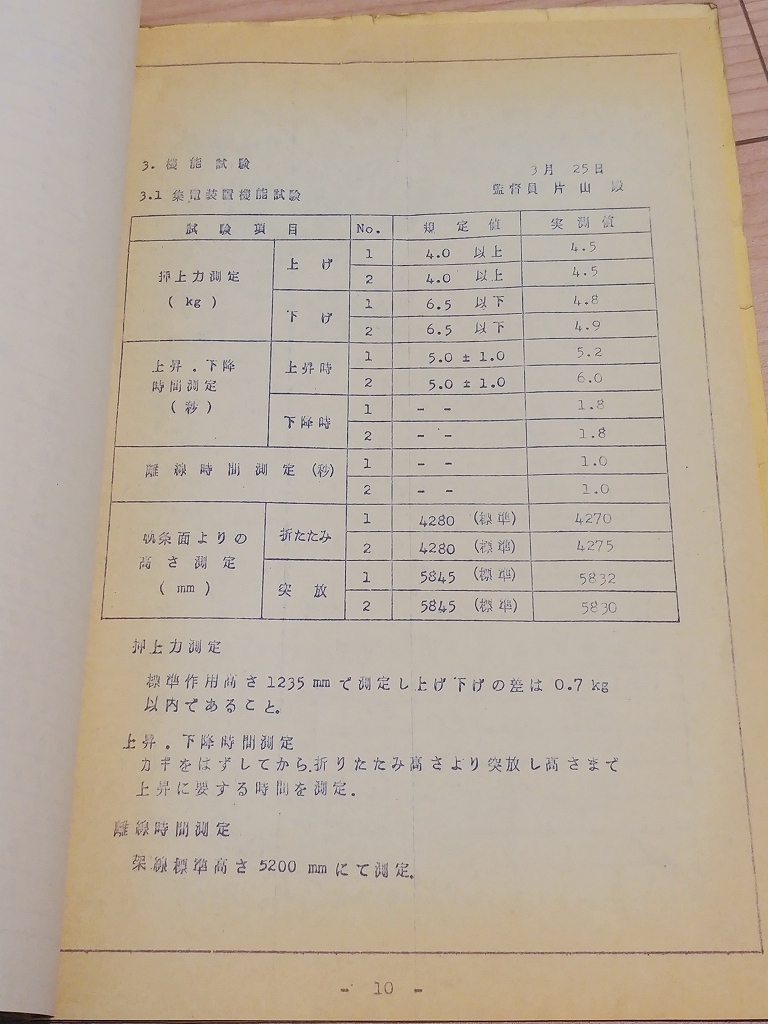 3. 機能試験
3月 25日
3.1 集電装置機能試験
監督員 片山 殿
試験項目 No. 規定値 実測値
押上力測定 (kg) 上げ 1 4.0 以上 4.5
2 4.0 以上 4.5
下げ 1 6.5 以下 4.8
2 6.5 以下 4.9
上昇.下降時間測定 (秒) 上昇時 1 5.0 ± 1.0 5.2
2 5.0 ± 1.0 6.0
下降時 1 - - 1.8
2 - - 1.8
離線時間測定 (秒) 1 - - 1.0
2 - - 1.0
軌条面よりの高さ測定 (mm) 折たたみ 1 4280 (標準) 4270
2 4280 (標準) 4275
突放 1 5845 (標準) 5832
2 5845 (標準) 5830
押上力測定
標準作用高さ1235 mmで測定し上げ下げの差は 0.7 kg
以内であること。
上昇.下降時間測定
カギをはずしてから.折りたたみ高さより突放し高さまで
上昇に要する時間を測定.
離線時間測定
架線標準高さ 5200 mmにて測定.
- 10 -